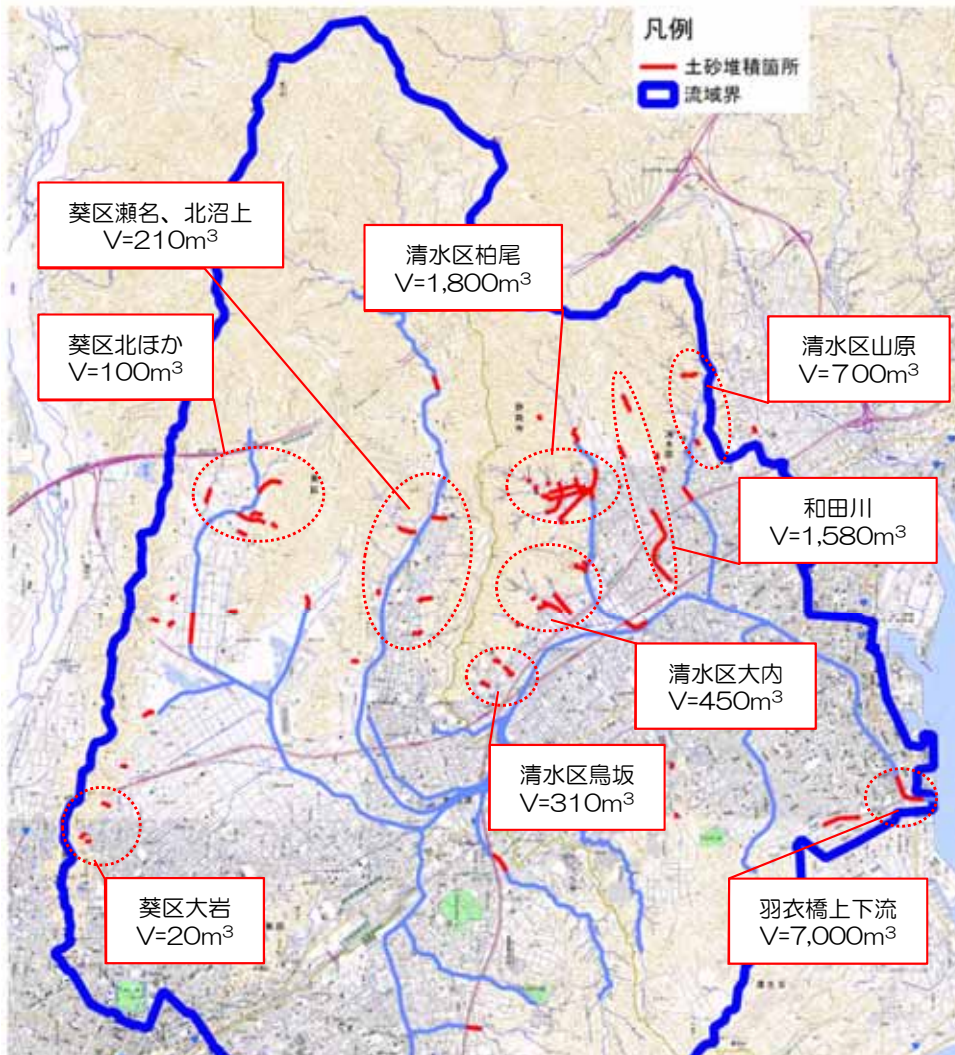 凡例
土砂堆積箇所
流域界
葵区瀬名、北沼上
V=210m³
清水区柏尾
V=1,800m³
葵区北ほか
V=100m³
清水区山原
V=700m³
和田川
V=1,580m³
清水区大内
V=450m³
清水区鳥坂
V=310m³
葵区大岩
V=20m³
羽衣橋上下流
V=7,000m³